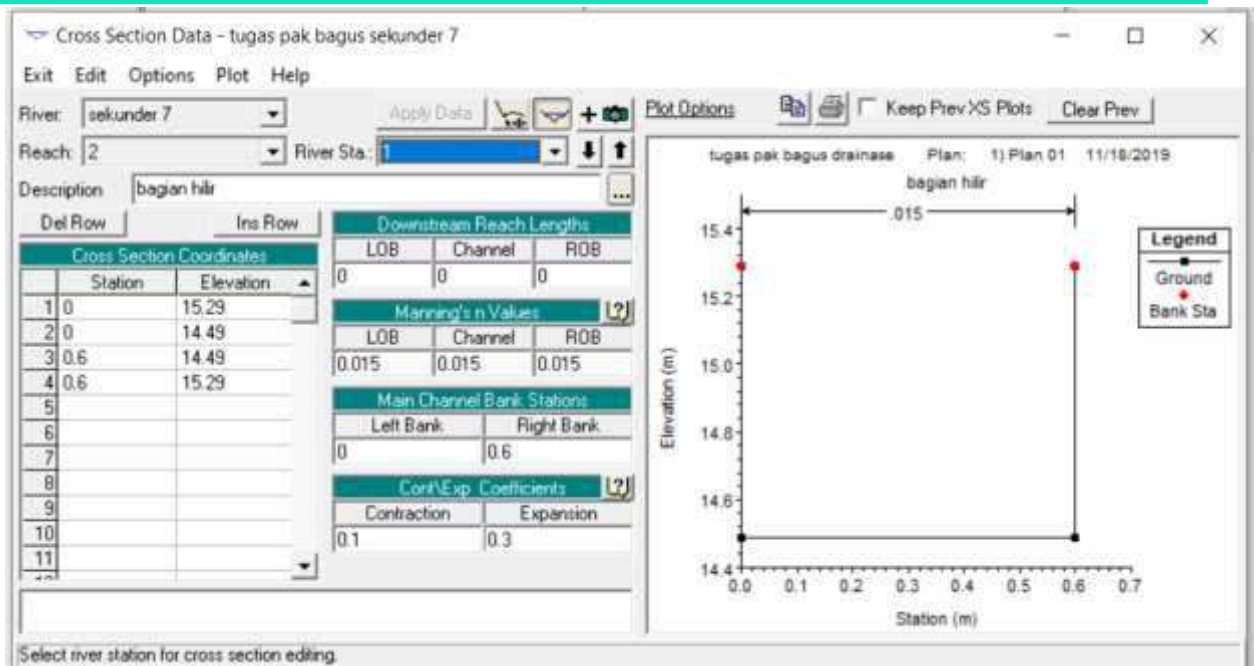 Cross Section Data - tugas pak bagus sekunder 7
Exit Edit Options Plot Help
River: sekunder 7 Apply Data
Reach: 2 River Sta.: 1
Description bagian hilir ...
Del Row Ins Row
Cross Section Coordinates
Station Elevation
1 0 15.29
2 0 14.49
3 0.6 14.49
4 0.6 15.29
5
6
7
8
9
10
11
Downstream Reach Lengths
LOB Channel ROB
0 0 0
Manning's n Values
LOB Channel ROB
0.015 0.015 0.015
Main Channel Bank Stations
Left Bank Right Bank
0 0.6
Cont\Exp Coefficients
Contraction Expansion
0.1 0.3
Plot Options Keep Prev XS Plots Clear Prev
tugas pak bagus drainase Plan: 1) Plan 01 11/18/2019
bagian hilir
.015
15.4
15.2
15.0
14.8
14.6
14.4
Elevation (m)
0.0 0.1 0.2 0.3 0.4 0.5 0.6 0.7
Station (m)
Legend
Ground
Bank Sta
Select river station for cross section editing.